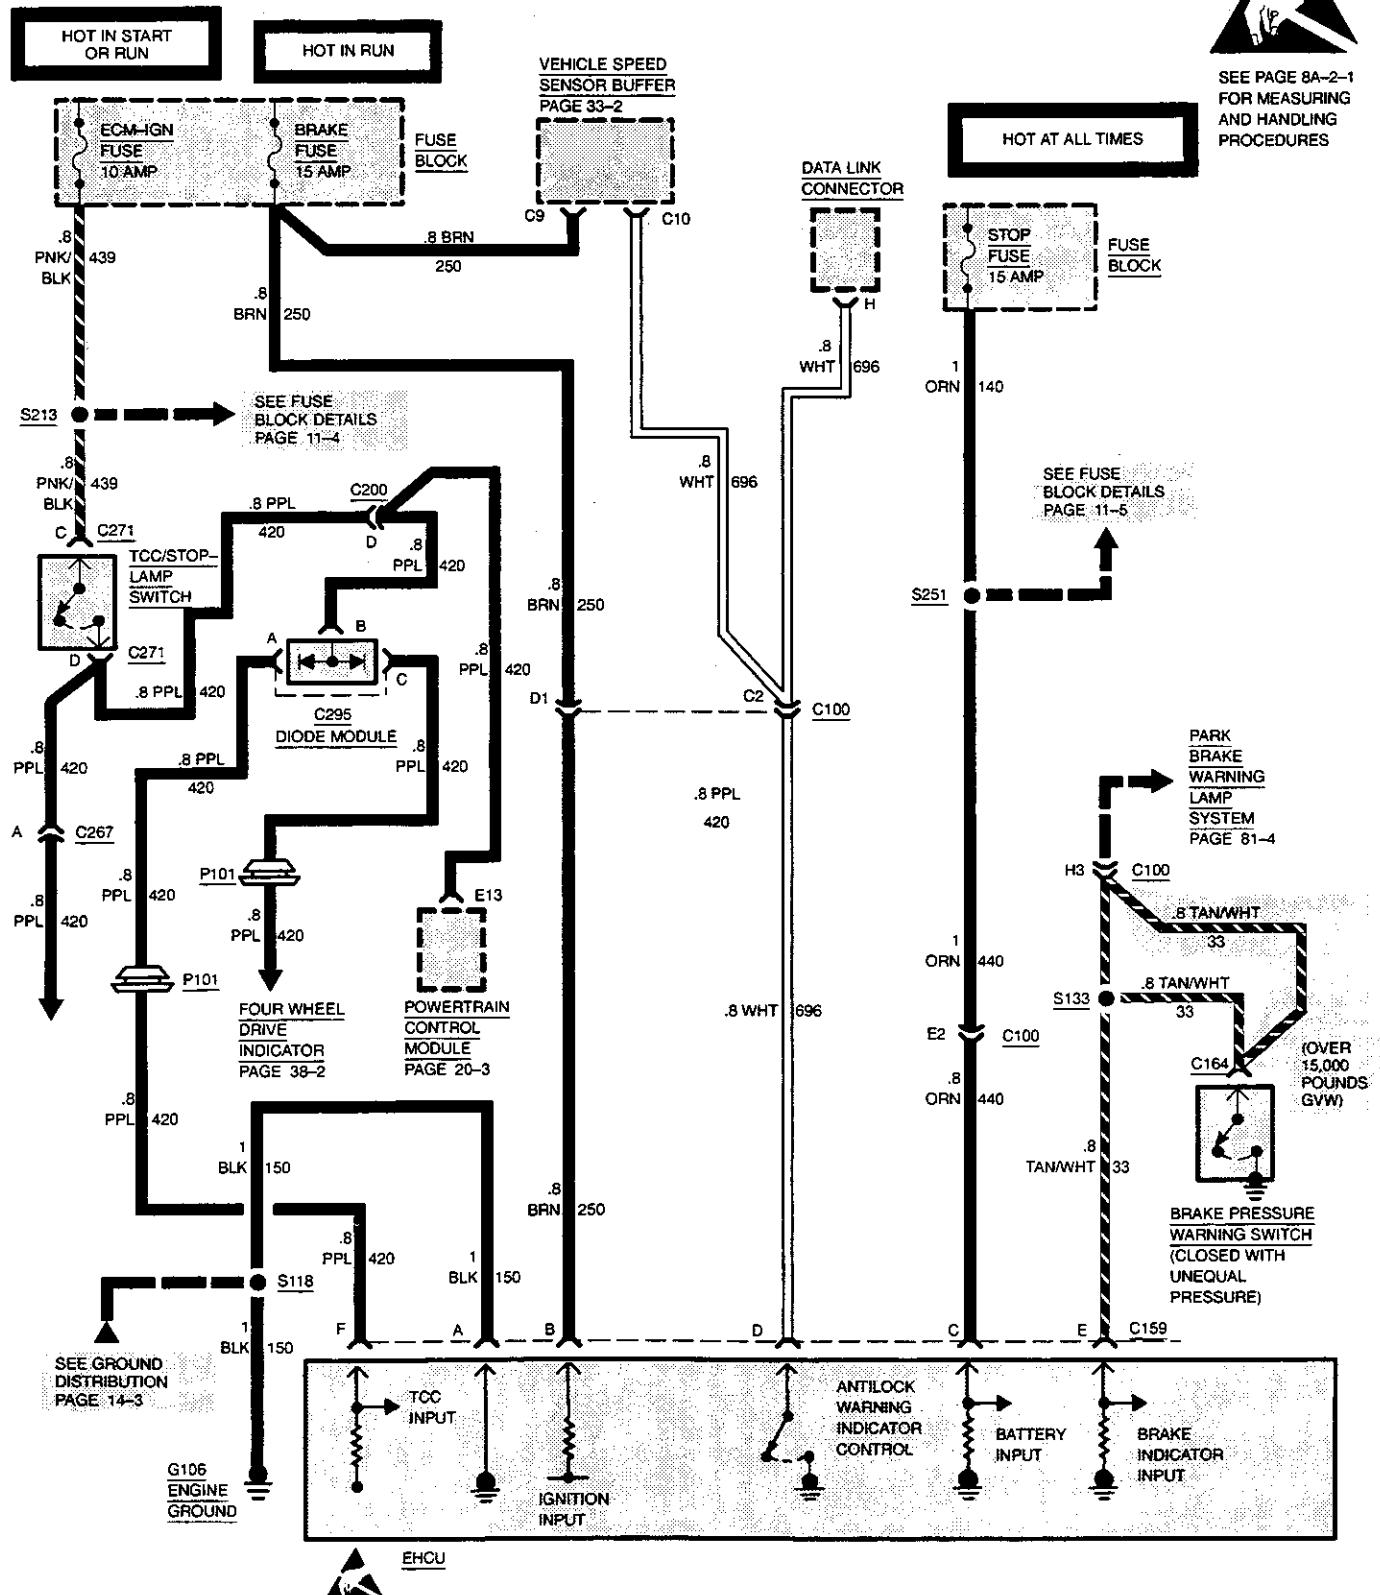 HOT IN START
OR RUN
HOT IN RUN
VEHICLE SPEED
SENSOR BUFFER
PAGE 33-2
SEE PAGE 8A-2-1
FOR MEASURING
AND HANDLING
PROCEDURES
HOT AT ALL TIMES
ECM-IGN
FUSE
10 AMP
BRAKE
FUSE
15 AMP
FUSE
BLOCK
DATA LINK
CONNECTOR
C9
C10
STOP
FUSE
15 AMP
FUSE
BLOCK
.8
PNK/
BLK
439
.8 BRN
250
.8
BRN
250
H
.8
WHT
696
1
ORN
140
S213
SEE FUSE
BLOCK DETAILS
PAGE 11-4
.8
PNK/
BLK
439
.8
WHT
696
SEE FUSE
BLOCK DETAILS
PAGE 11-5
C
C271
.8 PPL
420
C200
D
.8
PPL
420
TCC/STOP-
LAMP
SWITCH
.8
BRN
250
S251
A
B
C
D
C271
.8 PPL
420
.8
PPL
420
C295
DIODE MODULE
D1
C2
C100
.8
PPL
420
.8 PPL
420
.8
PPL
420
.8 PPL
420
PARK
BRAKE
WARNING
LAMP
SYSTEM
PAGE 81-4
A
C267
P101
.8
PPL
420
.8
PPL
420
.8
PPL
420
E13
H3
C100
.8 TAN/WHT
33
1
ORN
440
P101
FOUR WHEEL
DRIVE
INDICATOR
PAGE 38-2
POWERTRAIN
CONTROL
MODULE
PAGE 20-3
.8 WHT
696
S133
.8 TAN/WHT
33
E2
C100
C164
(OVER
15,000
POUNDS
GVW)
.8
PPL
420
.8
ORN
440
1
BLK
150
.8
TAN/WHT
33
.8
BRN
250
BRAKE PRESSURE
WARNING SWITCH
(CLOSED WITH
UNEQUAL
PRESSURE)
.8
PPL
420
1
BLK
150
S118
1
BLK
150
F
A
B
D
C
E
C159
SEE GROUND
DISTRIBUTION
PAGE 14-3
TCC
INPUT
ANTILOCK
WARNING
INDICATOR
CONTROL
BATTERY
INPUT
BRAKE
INDICATOR
INPUT
G106
ENGINE
GROUND
IGNITION
INPUT
EHCU